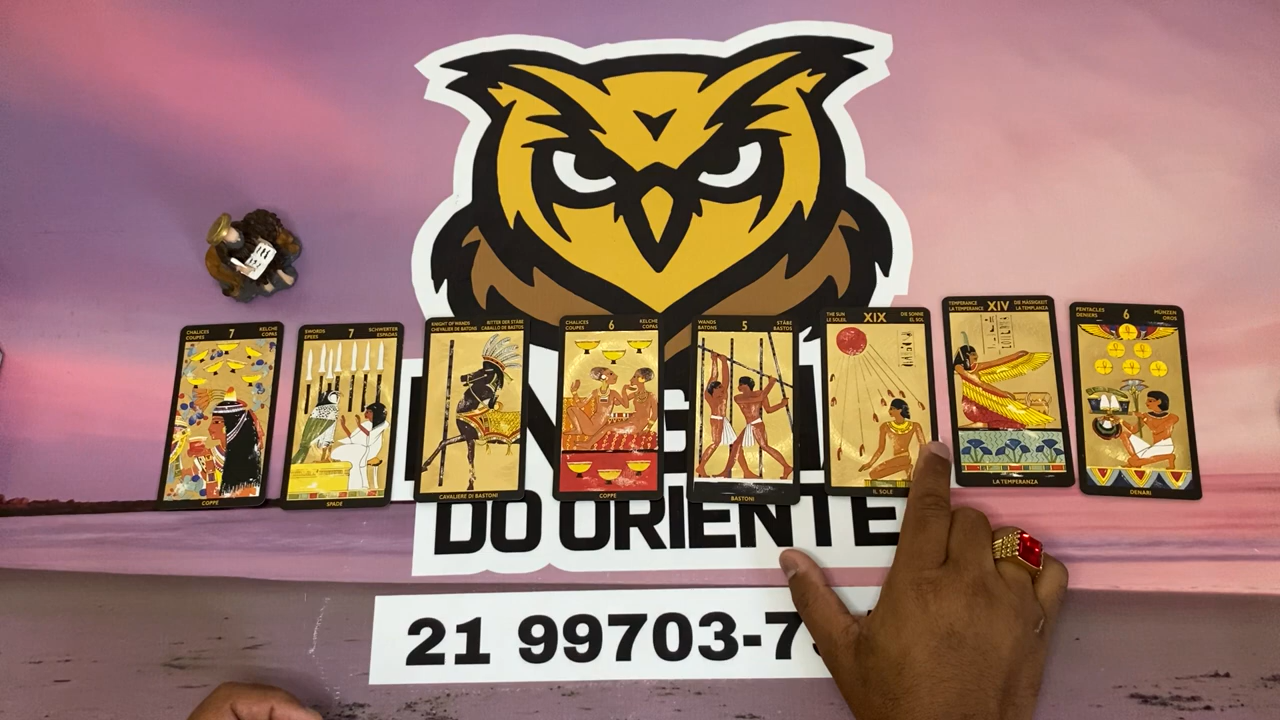 CHALICES
COUPES
7
KELCHE
COPAS
COPPE
SWORDS
EPEES
7
SCHWERTER
ESPADAS
SPADE
KNIGHT OF WANDS
CHEVALIER DE BATONS
RITTER DER STÄBE
CABALLO DE BASTOS
CAVALIERE DI BASTONI
CHALICES
COUPES
6
KELCHE
COPAS
COPPE
WANDS
BATONS
5
STÄBE
BASTOS
BASTONI
THE SUN
LE SOLEIL
XIX
DIE SONNE
EL SOL
IL SOLE
TEMPERANCE
LA TEMPERANCE
XIV
DIE MÄSSIGKEIT
LA TEMPLANZA
LA TEMPERANZA
PENTACLES
DENIERS
6
MÜNZEN
OROS
DENARI
DO ORIENTE
21 99703-7